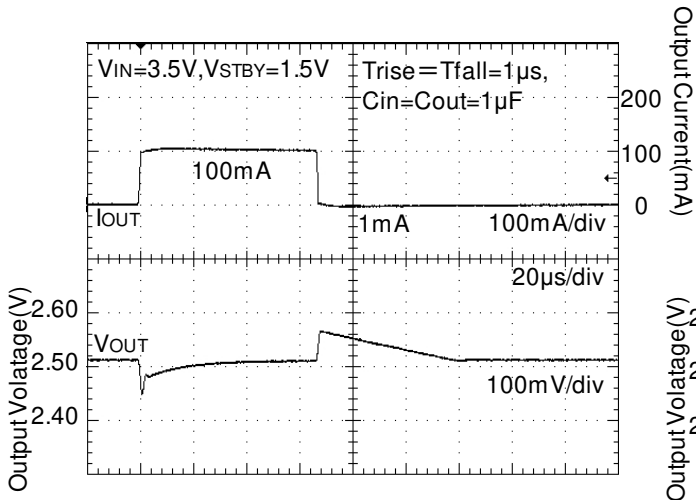 VIN=3.5V,VSTBY=1.5V
Trise=Tfall=1µs,
Cin=Cout=1µF
200
100mA
100
IOUT
1mA
100mA/div
0
Output Current(mA)
20µs/div
2.60
VOUT
2.50
100mV/div
2.40
Output Volatage(V)
Output Volatage(V)